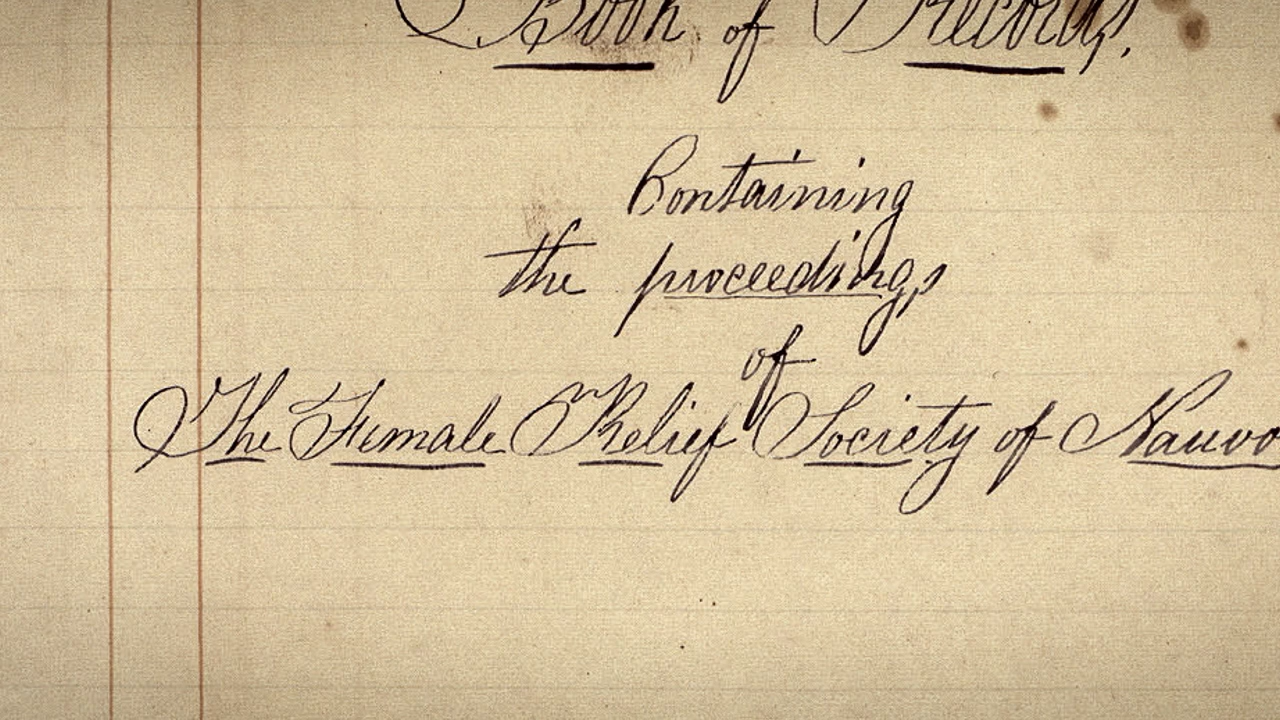 Book of Records.
Containing
the proceedings
of
The Female Relief Society of Nauvo